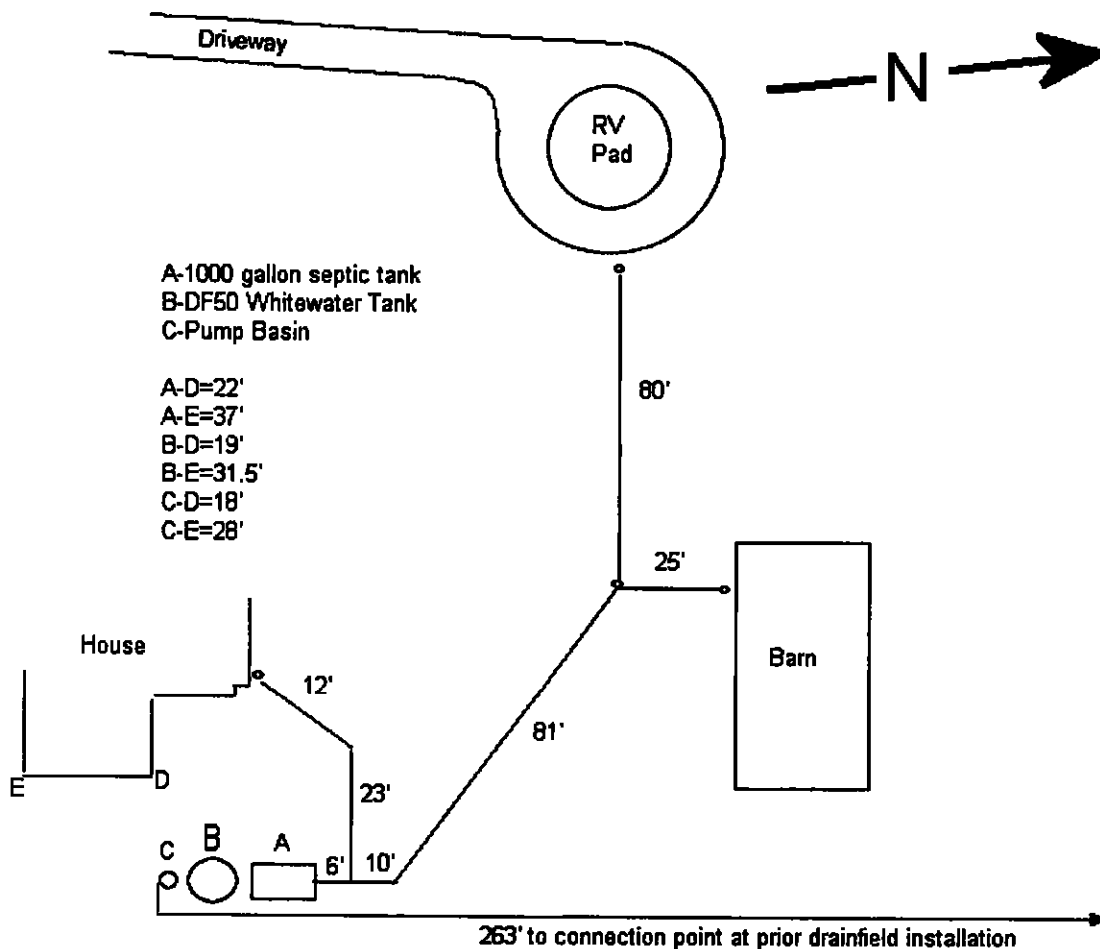 Driveway
N
RV
Pad
A-1000 gallon septic tank
B-DF50 Whitewater Tank
C-Pump Basin
A-D=22'
A-E=37'
B-D=19'
B-E=31.5'
C-D=18'
C-E=28'
80'
25'
House
Barn
12'
81'
E
D
23'
C
B
A
6'
10'
263' to connection point at prior drainfield installation